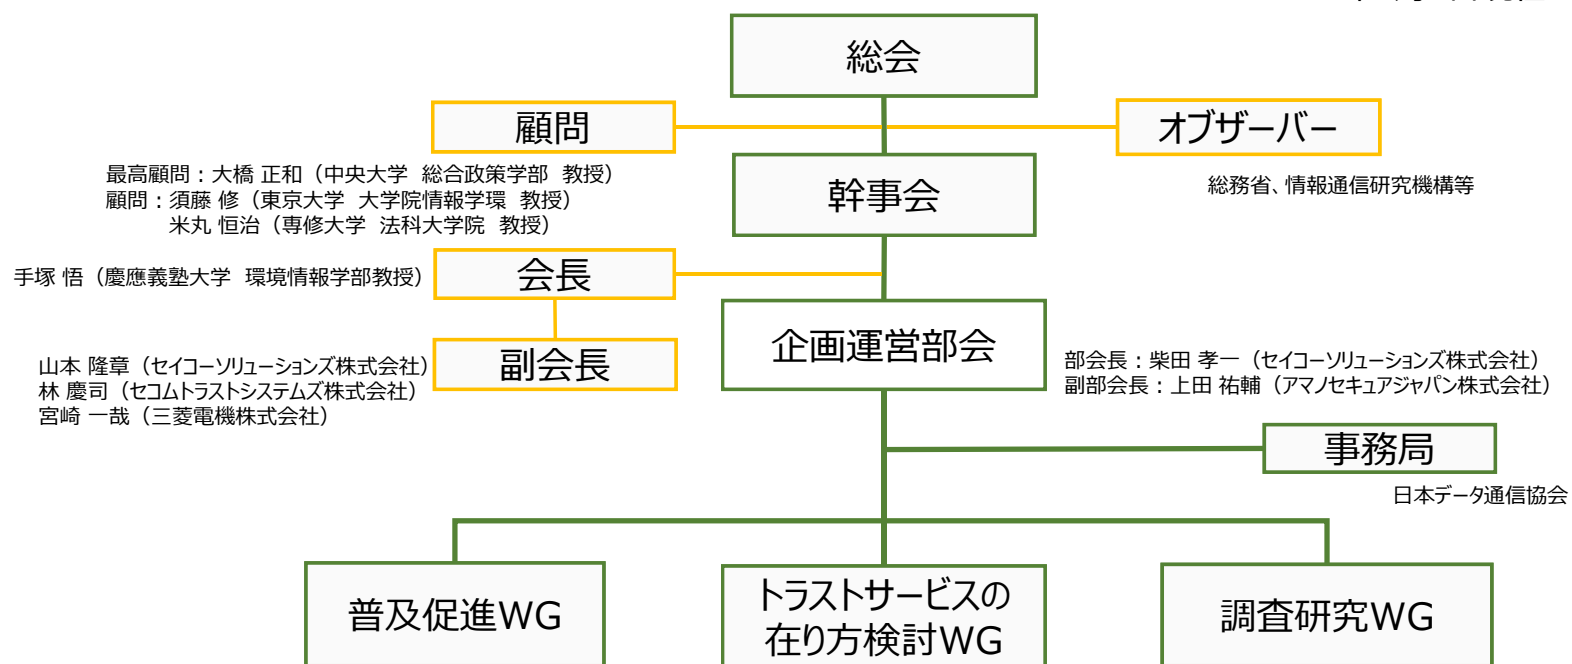 総会
顧問
オブザーバー
最高顧問：大橋 正和（中央大学　総合政策学部　教授）
顧問：須藤 修（東京大学　大学院情報学環　教授）
米丸 恒治（専修大学　法科大学院　教授）
幹事会
総務省、情報通信研究機構等
手塚 悟（慶應義塾大学　環境情報学部教授）
会長
企画運営部会
副会長
山本 隆章（セイコーソリューションズ株式会社）
林 慶司（セコムトラストシステムズ株式会社）
宮崎 一哉（三菱電機株式会社）
部会長：柴田 孝一（セイコーソリューションズ株式会社）
副部会長：上田 祐輔（アマノセキュアジャパン株式会社）
事務局
日本データ通信協会
普及促進WG
トラストサービスの
在り方検討WG
調査研究WG